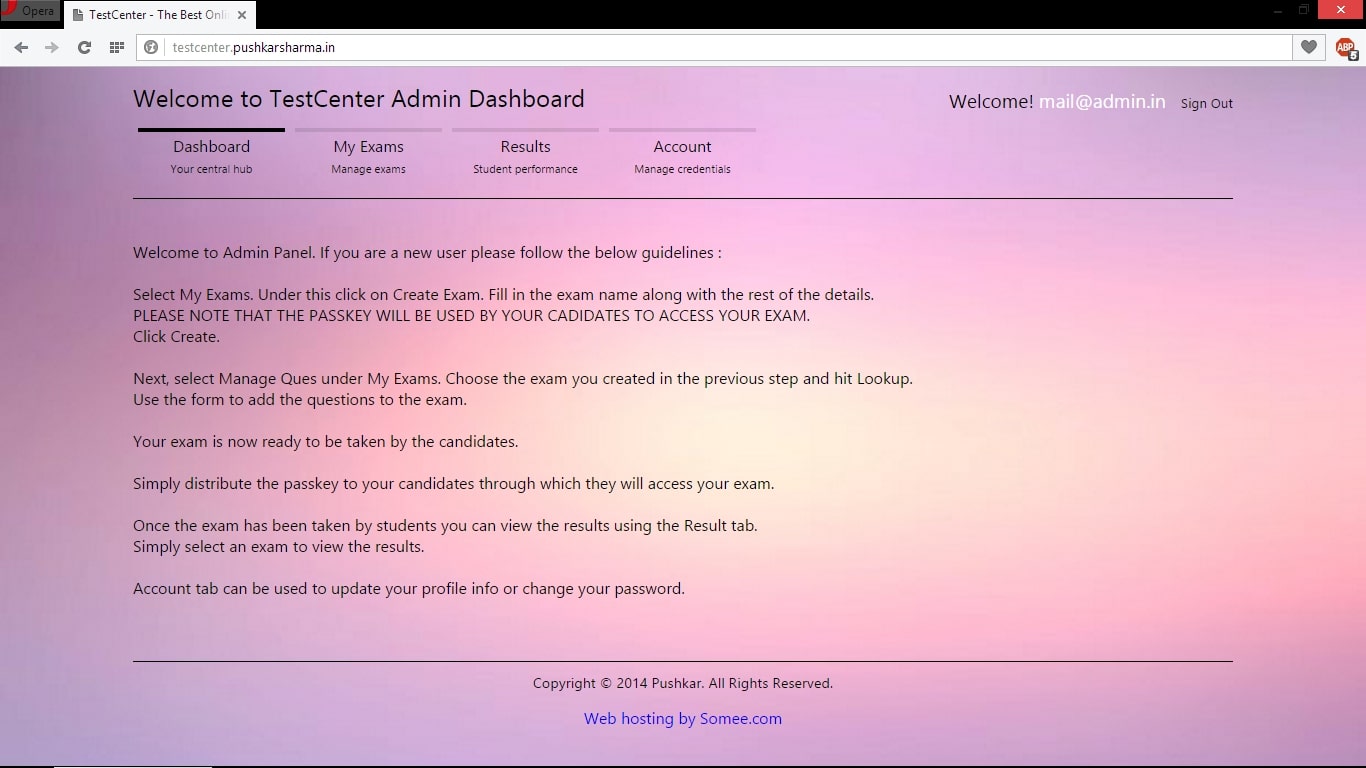 Opera
TestCenter - The Best Onli
testcenter.pushkarsharma.in
ABP
5
Welcome to TestCenter Admin Dashboard
Welcome! mail@admin.in Sign Out
Dashboard My Exams Results Account
Your central hub Manage exams Student performance Manage credentials
Welcome to Admin Panel. If you are a new user please follow the below guidelines :
Select My Exams. Under this click on Create Exam. Fill in the exam name along with the rest of the details.
PLEASE NOTE THAT THE PASSKEY WILL BE USED BY YOUR CADIDATES TO ACCESS YOUR EXAM.
Click Create.
Next, select Manage Ques under My Exams. Choose the exam you created in the previous step and hit Lookup.
Use the form to add the questions to the exam.
Your exam is now ready to be taken by the candidates.
Simply distribute the passkey to your candidates through which they will access your exam.
Once the exam has been taken by students you can view the results using the Result tab.
Simply select an exam to view the results.
Account tab can be used to update your profile info or change your password.
Copyright © 2014 Pushkar. All Rights Reserved.
Web hosting by Somee.com